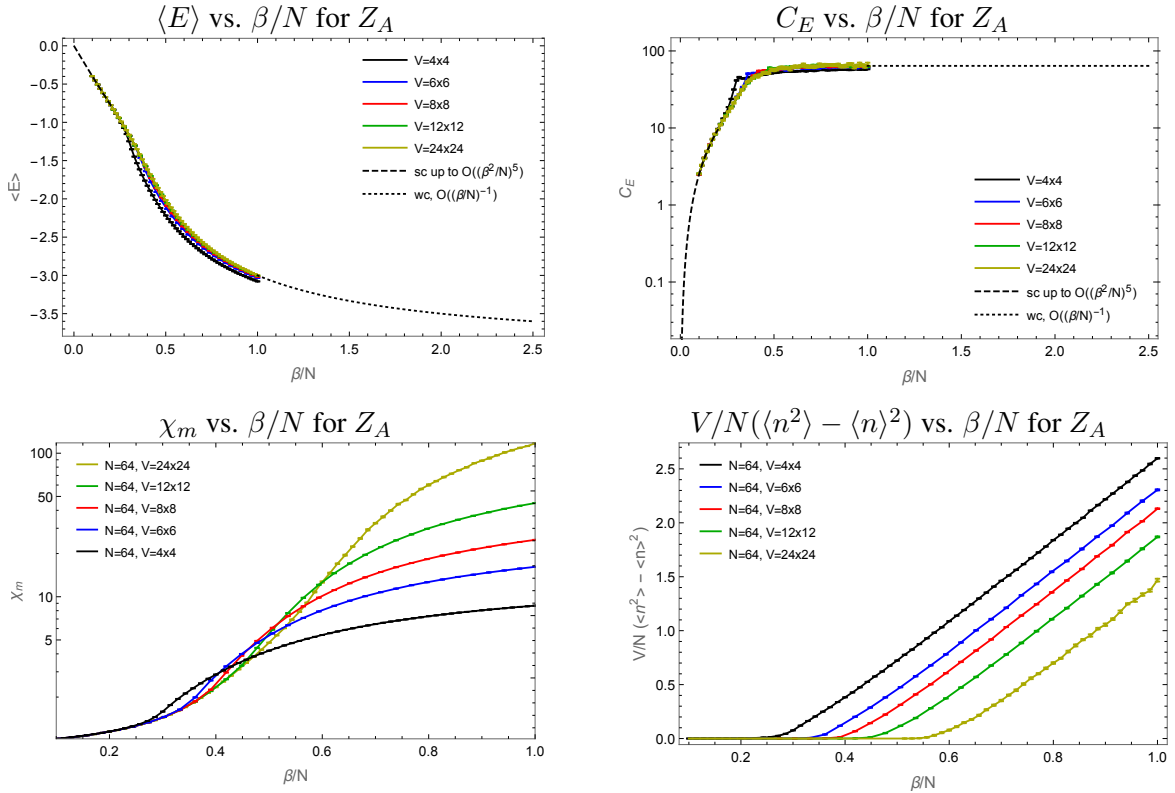 ⟨E⟩ vs. β/N for Z_A
0.0
−0.5
−1.0
−1.5
−2.0
−2.5
−3.0
−3.5
<E>
V=4x4
V=6x6
V=8x8
V=12x12
V=24x24
sc up to O((β²/N)⁵)
wc, O((β/N)⁻¹)
0.0 0.5 1.0 1.5 2.0 2.5
β/N
C_E vs. β/N for Z_A
100
10
1
0.1
C_E
V=4x4
V=6x6
V=8x8
V=12x12
V=24x24
sc up to O((β²/N)⁵)
wc, O((β/N)⁻¹)
0.0 0.5 1.0 1.5 2.0 2.5
β/N
χ_m vs. β/N for Z_A
100
50
10
5
χ_m
N=64, V=24x24
N=64, V=12x12
N=64, V=8x8
N=64, V=6x6
N=64, V=4x4
0.2 0.4 0.6 0.8 1.0
β/N
V/N(⟨n²⟩ − ⟨n⟩²) vs. β/N for Z_A
2.5
2.0
1.5
1.0
0.5
0.0
V/N (<n²> − <n>²)
N=64, V=4x4
N=64, V=6x6
N=64, V=8x8
N=64, V=12x12
N=64, V=24x24
0.2 0.4 0.6 0.8 1.0
β/N